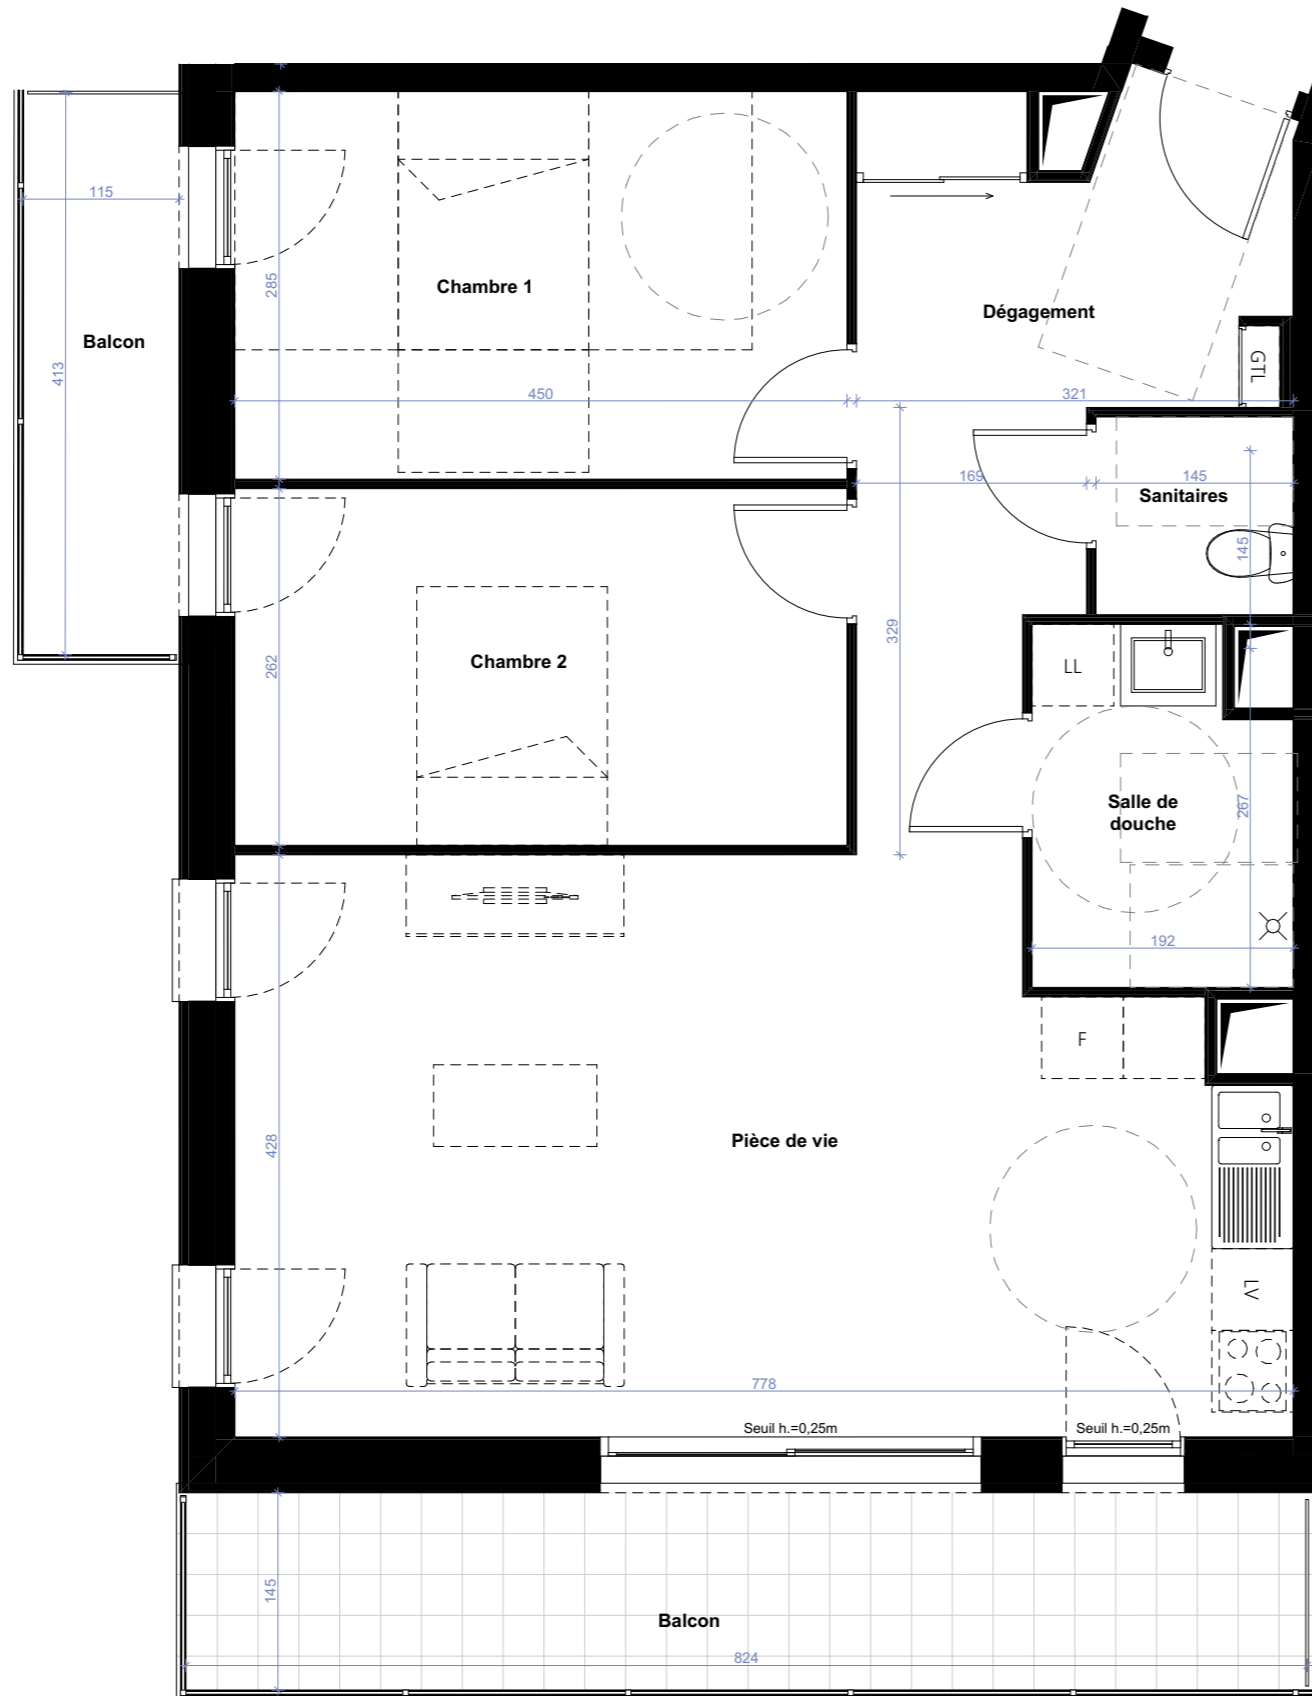 115
285
Chambre 1
Dégagement
Balcon
413
GTL
450
321
169
145
Sanitaires
145
329
262
Chambre 2
LL
Salle de
douche
267
192
F
428
Pièce de vie
LV
778
Seuil h.=0,25m
Seuil h.=0,25m
145
Balcon
824